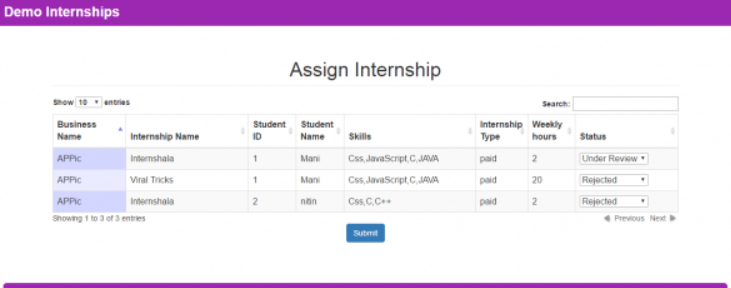 Demo Internships
Assign Internship
Show 10 entries
Search:
Business Name Internship Name Student ID Student Name Skills Internship Type Weekly hours Status
APPic Internshala 1 Mani Css,JavaScript,C,JAVA paid 2 Under Review
APPic Viral Tricks 1 Mani Css,JavaScript,C,JAVA paid 20 Rejected
APPic Internshala 2 nitin Css,C,C++ paid 2 Rejected
Showing 1 to 3 of 3 entries
Previous Next
Submit